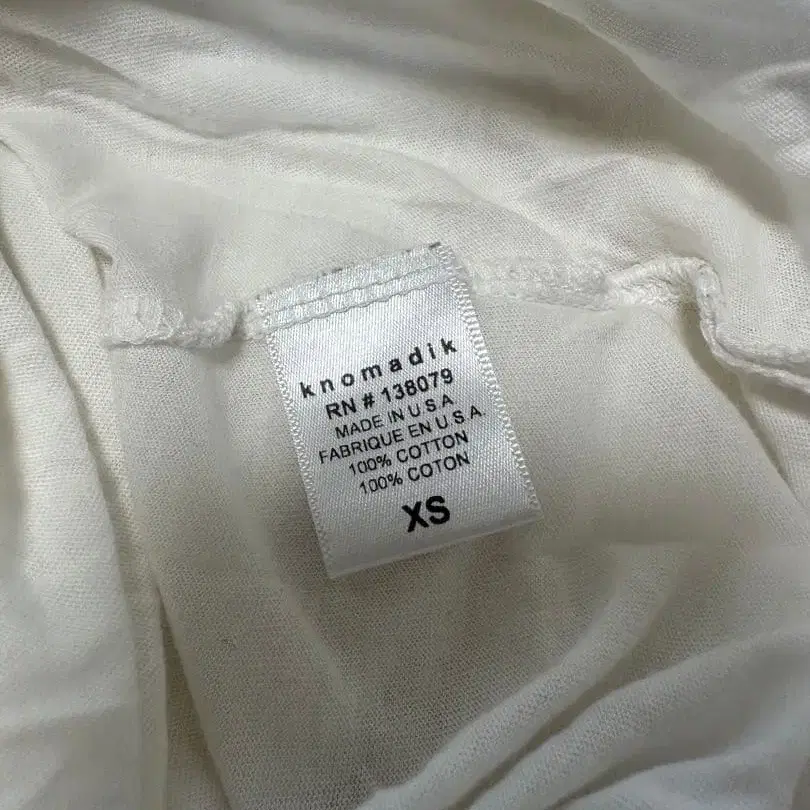 knomadik
RN # 138079
MADE IN U S A
FABRIQUE EN U S A
100% COTTON
100% COTON
XS